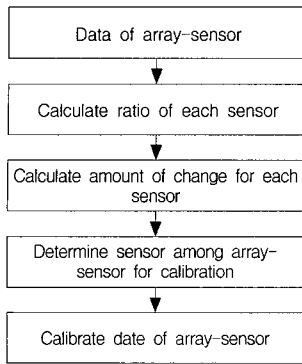 Data of array-sensor
Calculate ratio of each sensor
Calculate amount of change for each
sensor
Determine sensor among array-
sensor for calibration
Calibrate date of array-sensor